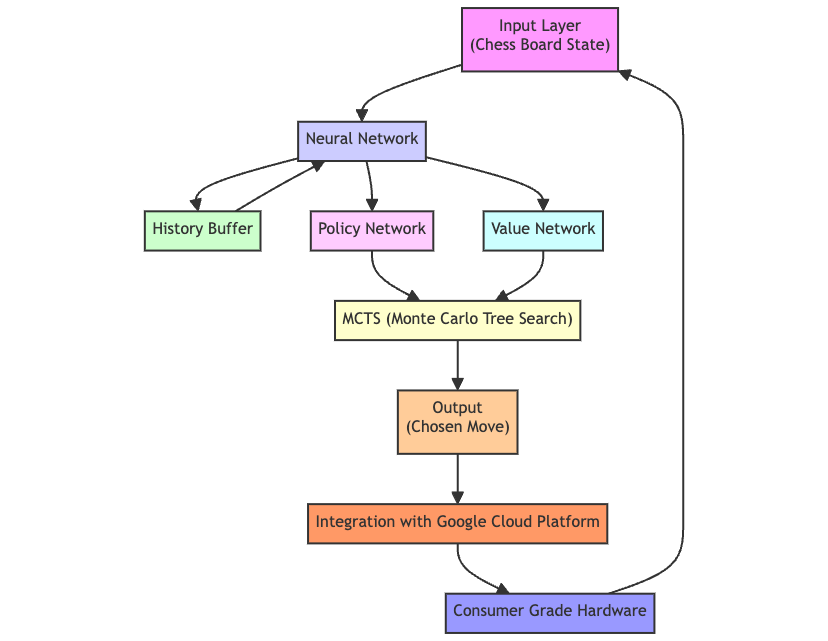 Input Layer
(Chess Board State)
Neural Network
History Buffer
Policy Network
Value Network
MCTS (Monte Carlo Tree Search)
Output
(Chosen Move)
Integration with Google Cloud Platform
Consumer Grade Hardware